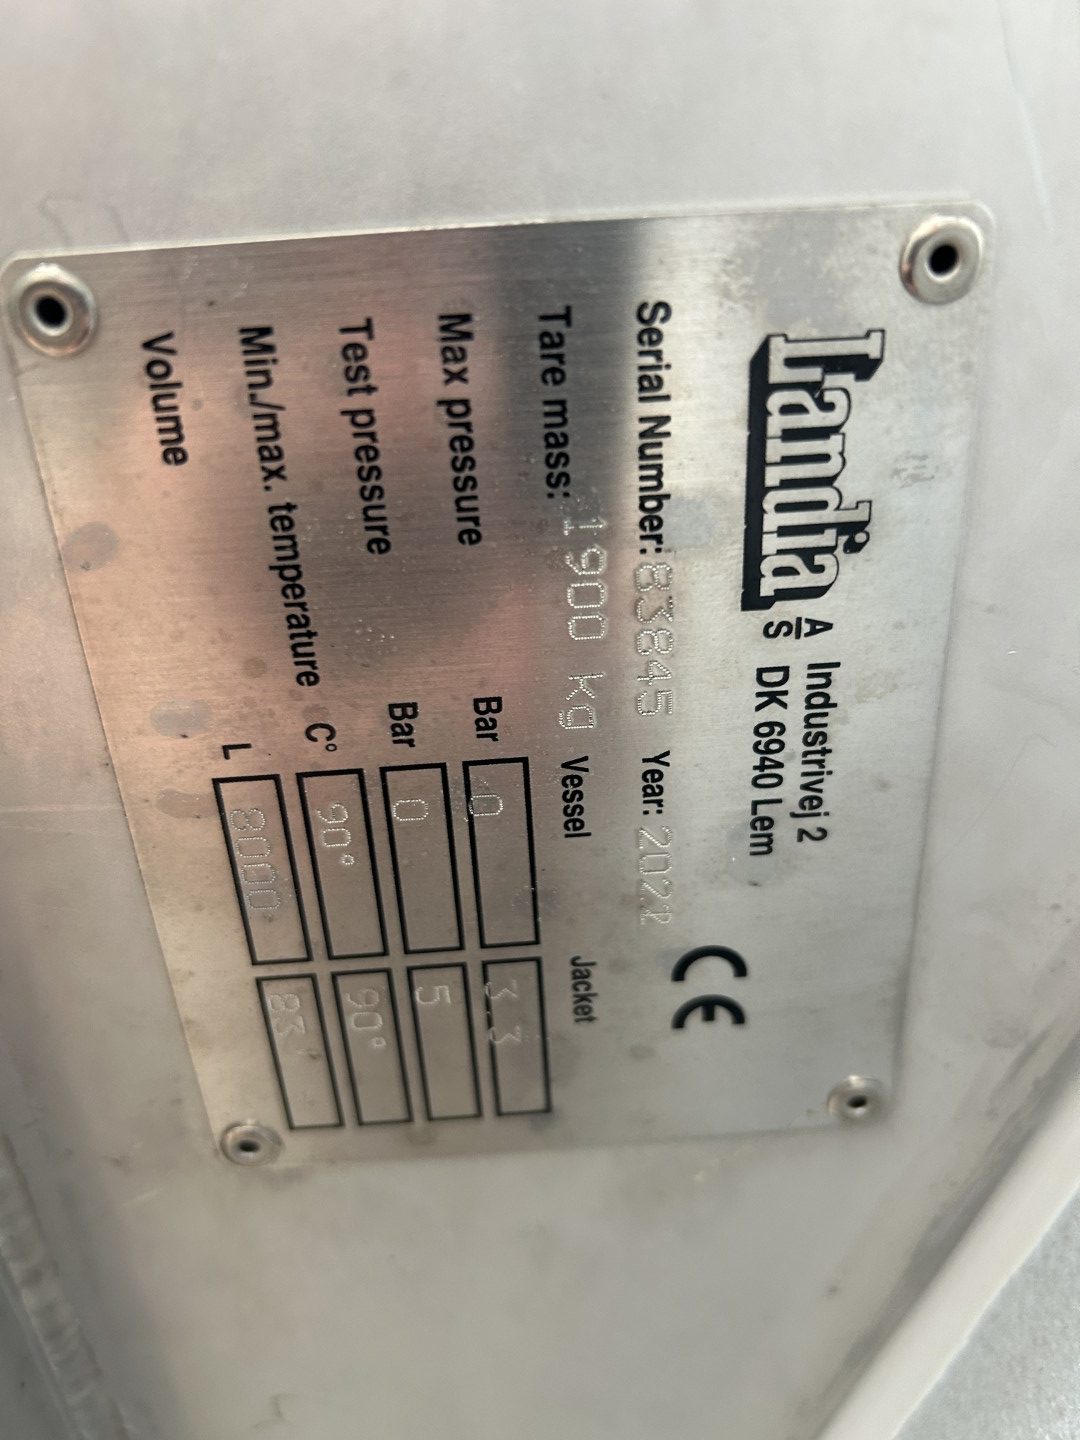 Landia A/S Industrivej 2
DK 6940 Lem
CE
Serial Number: 83845 Year: 2022
Tare mass: 1900 kg Vessel Jacket
Max pressure Bar 0 3.3
Test pressure Bar 0 5
Min./max. temperature C° 90° 90°
Volume L 8000 83